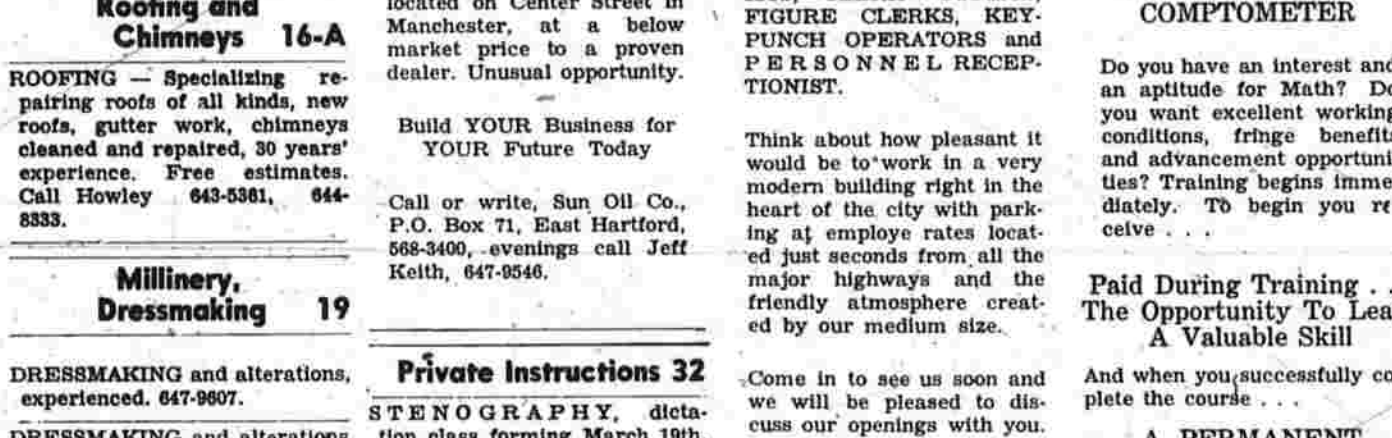 Roofing and
Chimneys 16-A
ROOFING — Specializing re-
pairing roofs of all kinds, new
roofs, gutter work, chimneys
cleaned and repaired, 30 years'
experience. Free estimates.
Call Howley 643-5361, 644-
8333.
Millinery,
Dressmaking 19
DRESSMAKING and alterations,
experienced. 647-9607.
DRESSMAKING and alterations
located on Center Street in
Manchester, at a below
market price to a proven
dealer. Unusual opportunity.
Build YOUR Business for
YOUR Future Today
Call or write, Sun Oil Co.,
P.O. Box 71, East Hartford,
568-3400, evenings call Jeff
Keith, 647-9546.
Private Instructions 32
STENOGRAPHY, dicta-
tion class forming March 19th
FIGURE CLERKS, KEY-
PUNCH OPERATORS and
PERSONNEL RECEP-
TIONIST.
Think about how pleasant it
would be to work in a very
modern building right in the
heart of the city with park-
ing at employe rates locat-
ed just seconds from all the
major highways and the
friendly atmosphere creat-
ed by our medium size.
Come in to see us soon and
we will be pleased to dis-
cuss our openings with you.
COMPTOMETER
Do you have an interest and
an aptitude for Math? Do
you want excellent working
conditions, fringe benefits
and advancement opportuni
ties? Training begins imme
diately. To begin you re
ceive . . .
Paid During Training . .
The Opportunity To Lea
A Valuable Skill
And when you successfully co
plete the course . . .
A PERMANENT